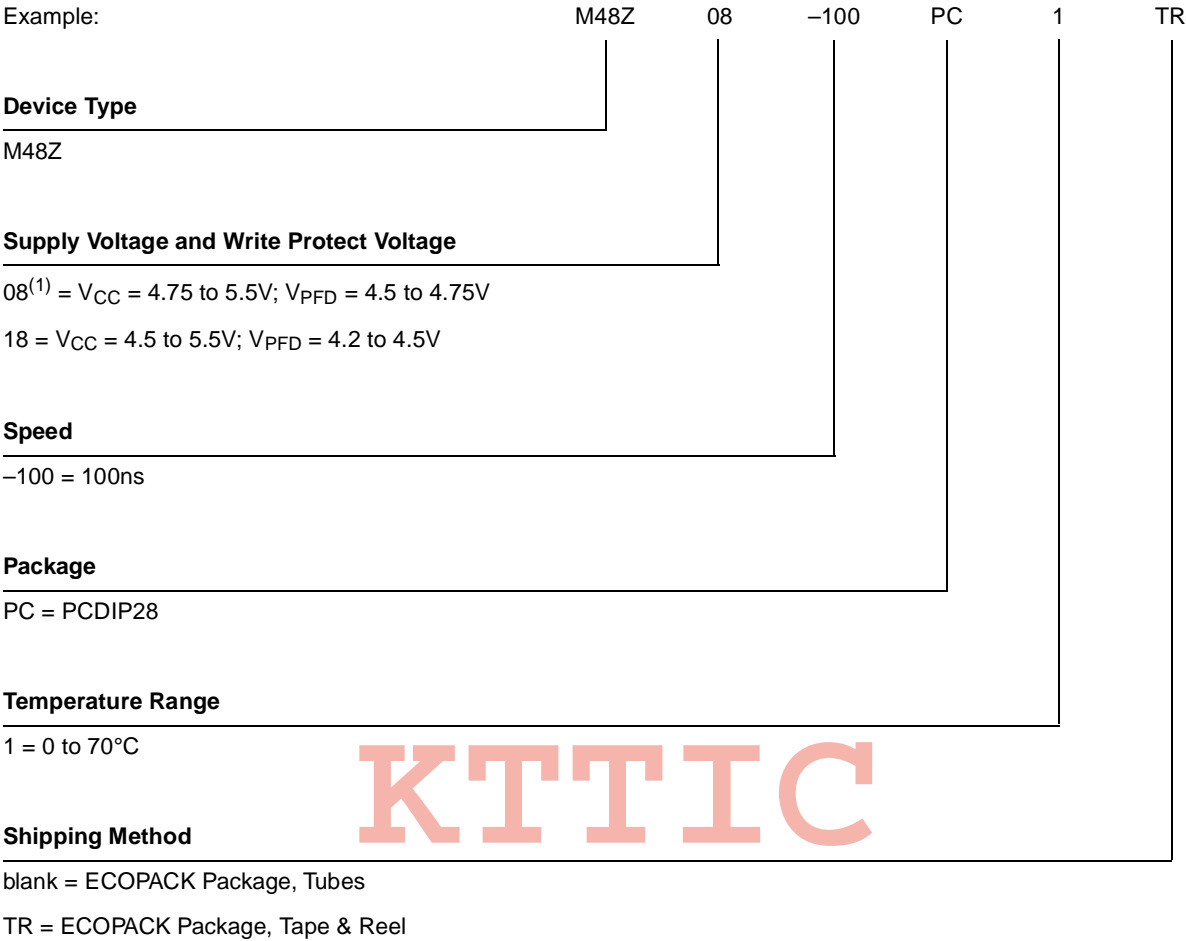 Example: M48Z 08 –100 PC 1 TR
Device Type
M48Z
Supply Voltage and Write Protect Voltage
08(1) = VCC = 4.75 to 5.5V; VPFD = 4.5 to 4.75V
18 = VCC = 4.5 to 5.5V; VPFD = 4.2 to 4.5V
Speed
–100 = 100ns
Package
PC = PCDIP28
Temperature Range
1 = 0 to 70°C
KTTIC
Shipping Method
blank = ECOPACK Package, Tubes
TR = ECOPACK Package, Tape & Reel